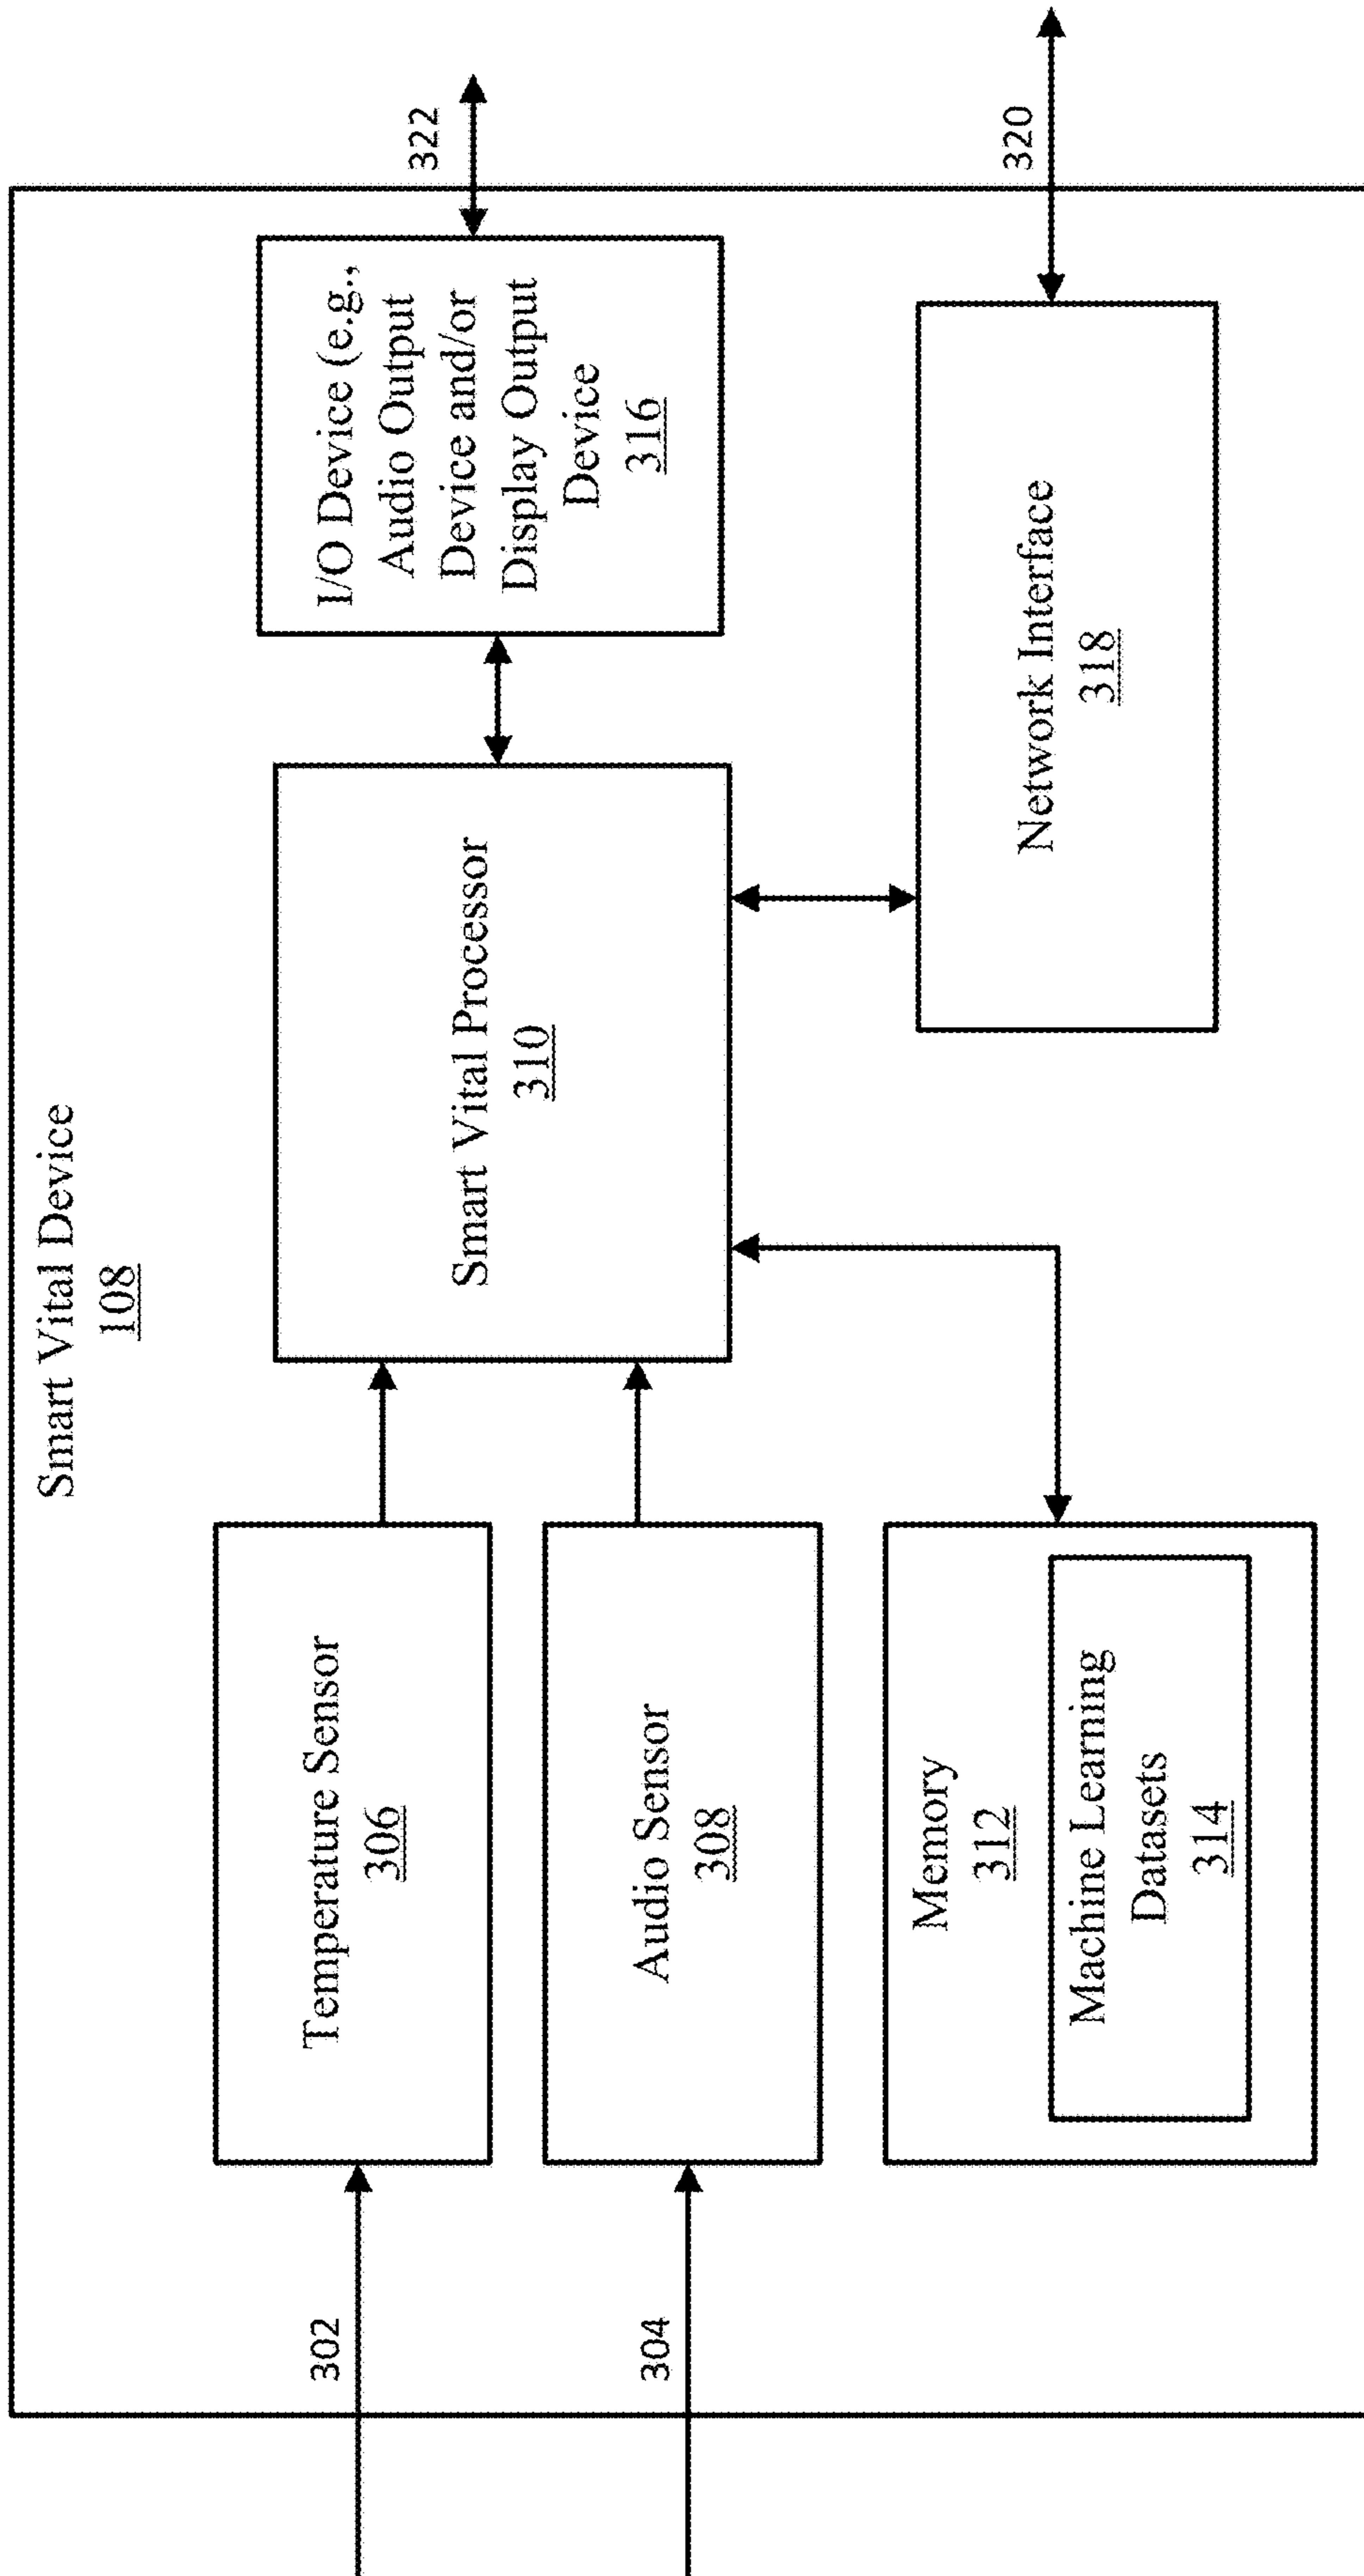 Smart Vital Device
108
302
Temperature Sensor
306
304
Audio Sensor
308
Memory
312
Machine Learning
Datasets
314
Smart Vital Processor
310
I/O Device (e.g.,
Audio Output
Device and/or
Display Output
Device
316
322
Network Interface
318
320